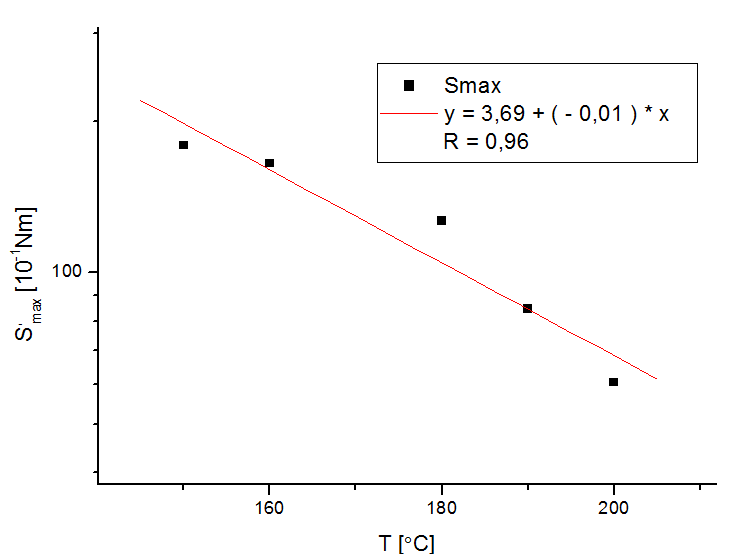 Smax
y = 3,69 + ( - 0,01 ) * x
R = 0,96
100
S'max [10-1Nm]
160
180
200
T [°C]